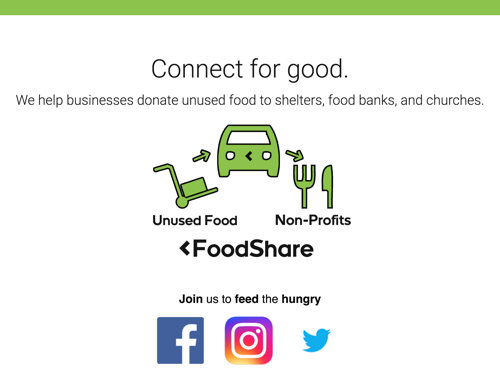 Connect for good.
We help businesses donate unused food to shelters, food banks, and churches.
Unused Food
Non-Profits
FoodShare
Join us to feed the hungry